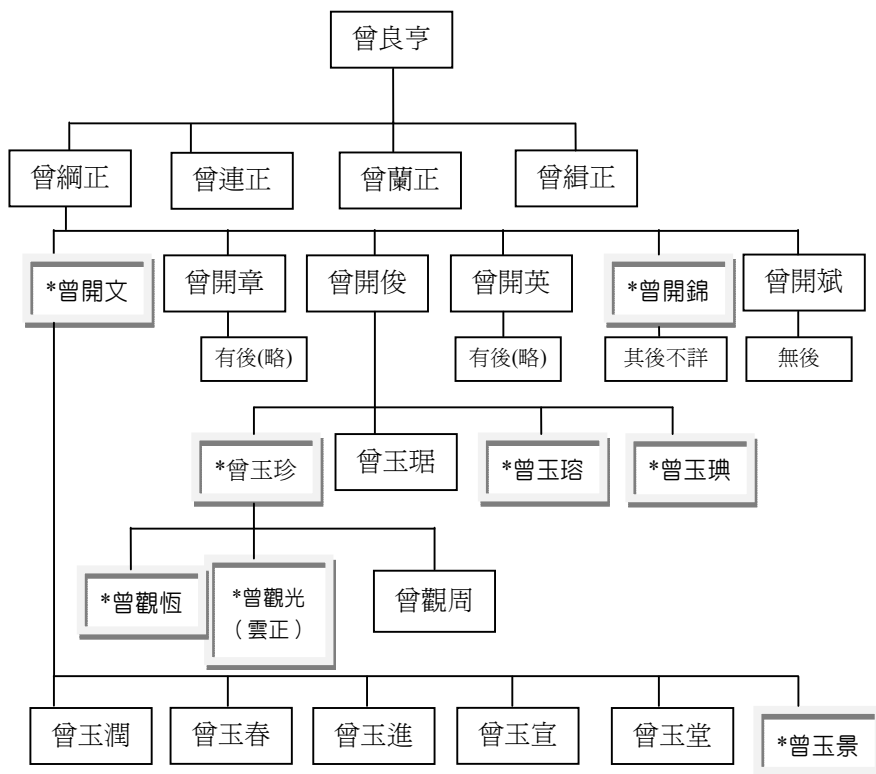 曾良亨
曾綱正
曾連正
曾蘭正
曾緝正
*曾開文
曾開章
曾開俊
曾開英
*曾開錦
曾開斌
有後(略)
有後(略)
其後不詳
無後
*曾玉珍
曾玉琚
*曾玉瑢
*曾玉琠
*曾觀恆
*曾觀光
（雲正）
曾觀周
曾玉潤
曾玉春
曾玉進
曾玉宣
曾玉堂
*曾玉景